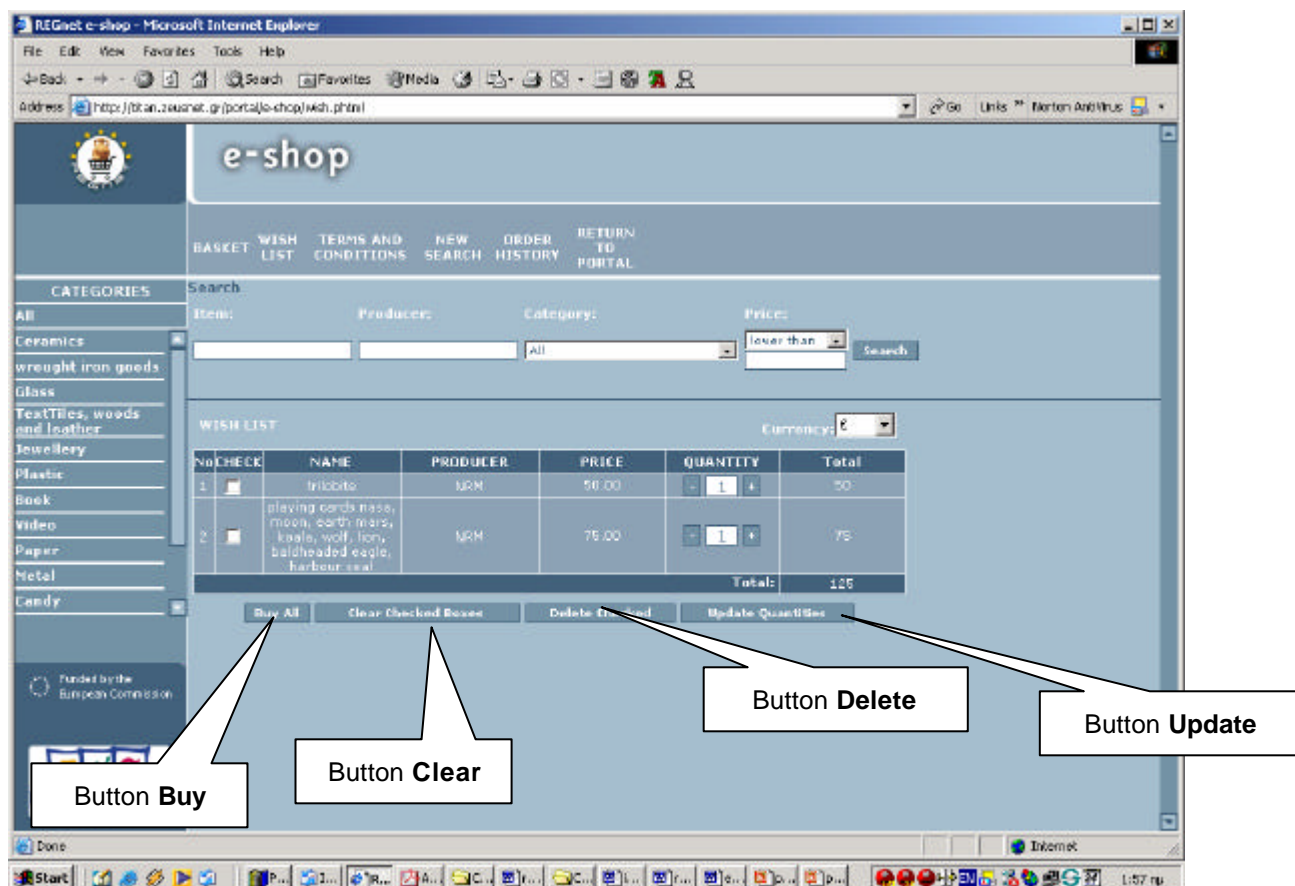 REGnet e-shop - Microsoft Internet Explorer
File Edit View Favorites Tools Help
Back Search Favorites Media
Address http://titan.zeusnet.gr/portal/e-shop/wish.phtml Go Links » Norton AntiVirus
e-shop
BASKET WISH LIST TERMS AND CONDITIONS NEW SEARCH ORDER HISTORY RETURN TO PORTAL
CATEGORIES
All
Ceramics
wrought iron goods
Glass
TextTiles, woods
and leather
Jewellery
Plastic
Book
Video
Paper
Metal
Candy
Funded by the
European Commission
Search
Item: Producer: Category: Price:
All lower than Search
WISH LIST Currency: €
No CHECK NAME PRODUCER PRICE QUANTITY Total
1 trilobite NRM 50.00 - 1 + 50
2 playing cards nasa,
moon, earth mars,
koala, wolf, lion,
baldheaded eagle,
harbour seal NRM 75.00 - 1 + 75
Total: 125
Buy All Clear Checked Boxes Delete Checked Update Quantities
Button Delete
Button Update
Button Clear
Button Buy
Done Internet
Start P... I... R... A... C... r... C... i... r... e... p... p... EN 1:57